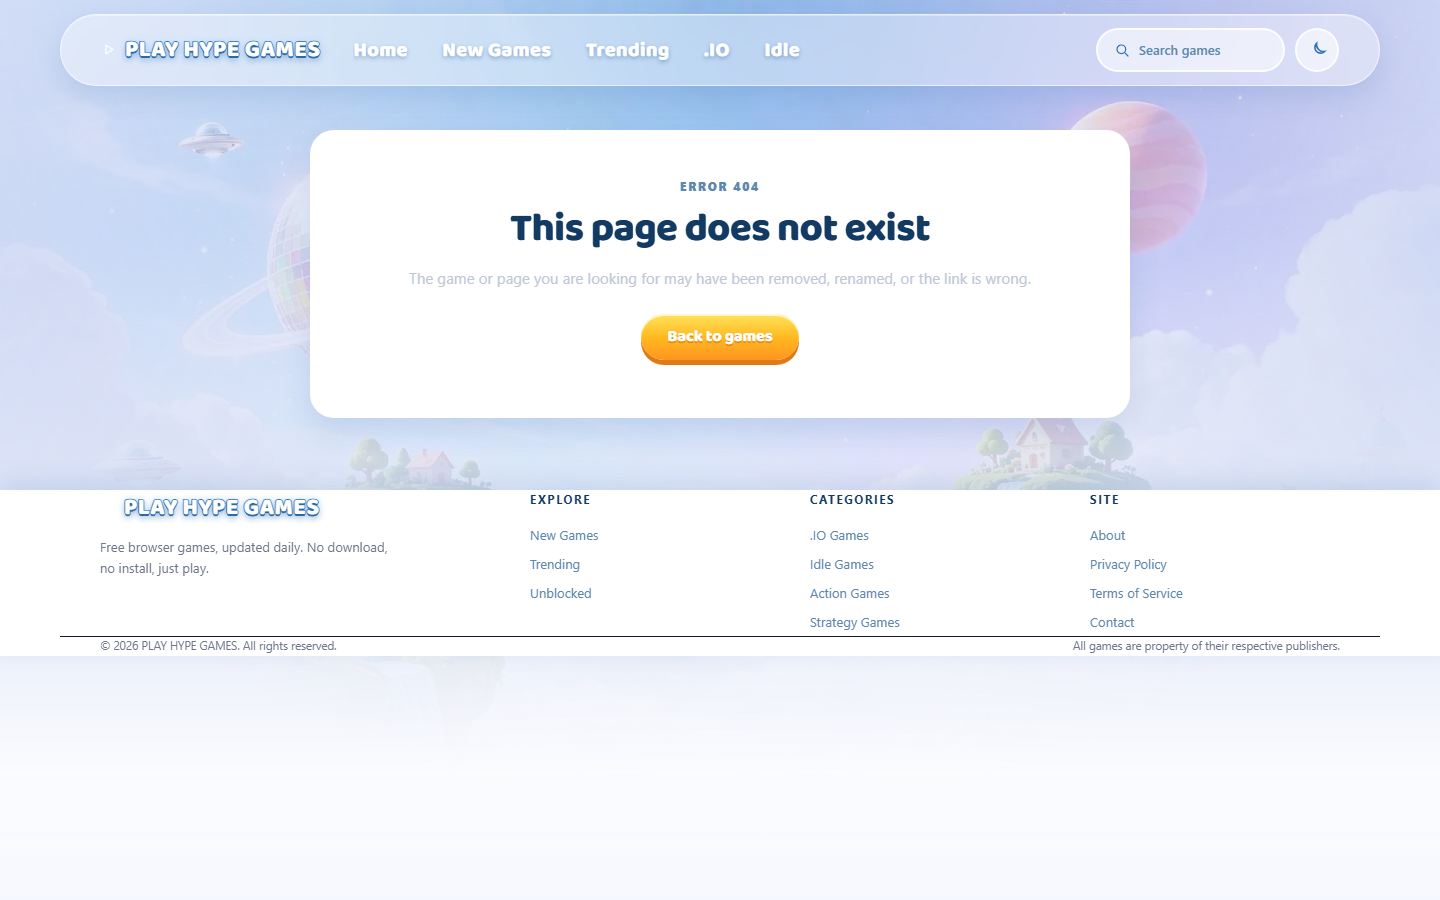 PLAY HYPE GAMES Home New Games Trending .IO Idle Search games
ERROR 404
This page does not exist
The game or page you are looking for may have been removed, renamed, or the link is wrong.
Back to games
PLAY HYPE GAMES
Free browser games, updated daily. No download,
no install, just play.
EXPLORE
New Games
Trending
Unblocked
CATEGORIES
.IO Games
Idle Games
Action Games
Strategy Games
SITE
About
Privacy Policy
Terms of Service
Contact
© 2026 PLAY HYPE GAMES. All rights reserved.
All games are property of their respective publishers.